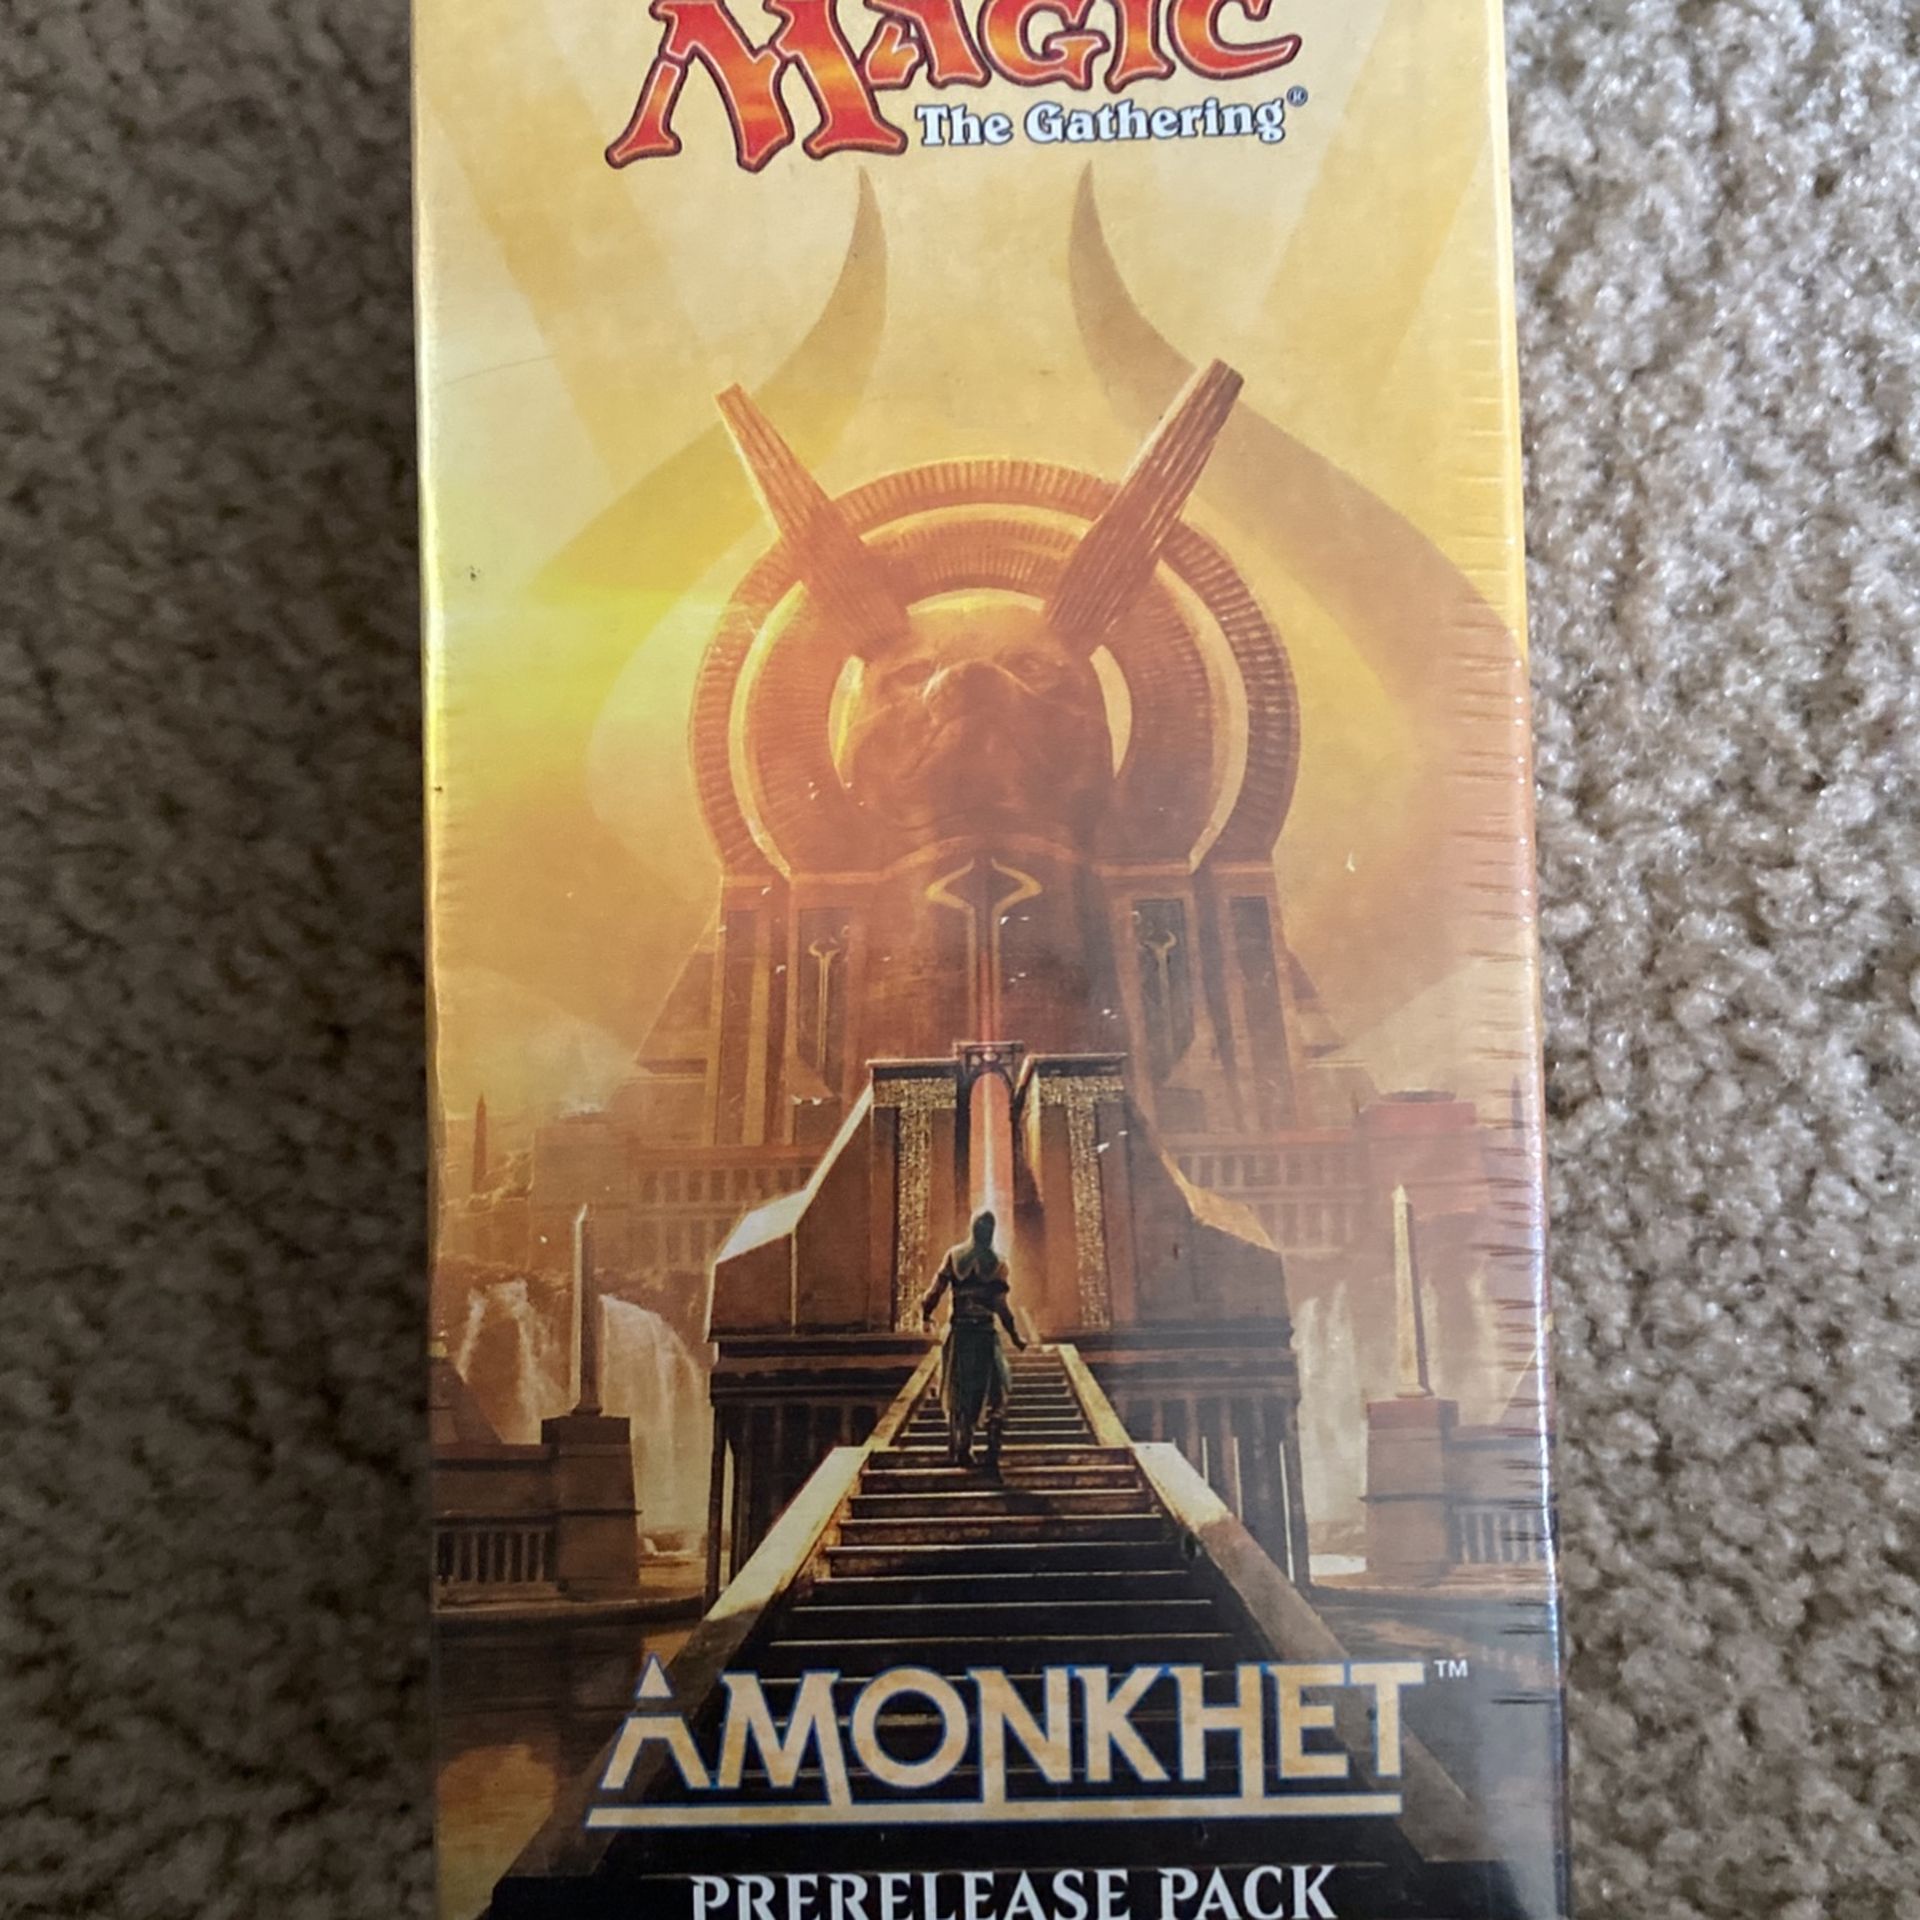 MAGIC
The Gathering®
AMONKHET™
PRERELEASE PACK